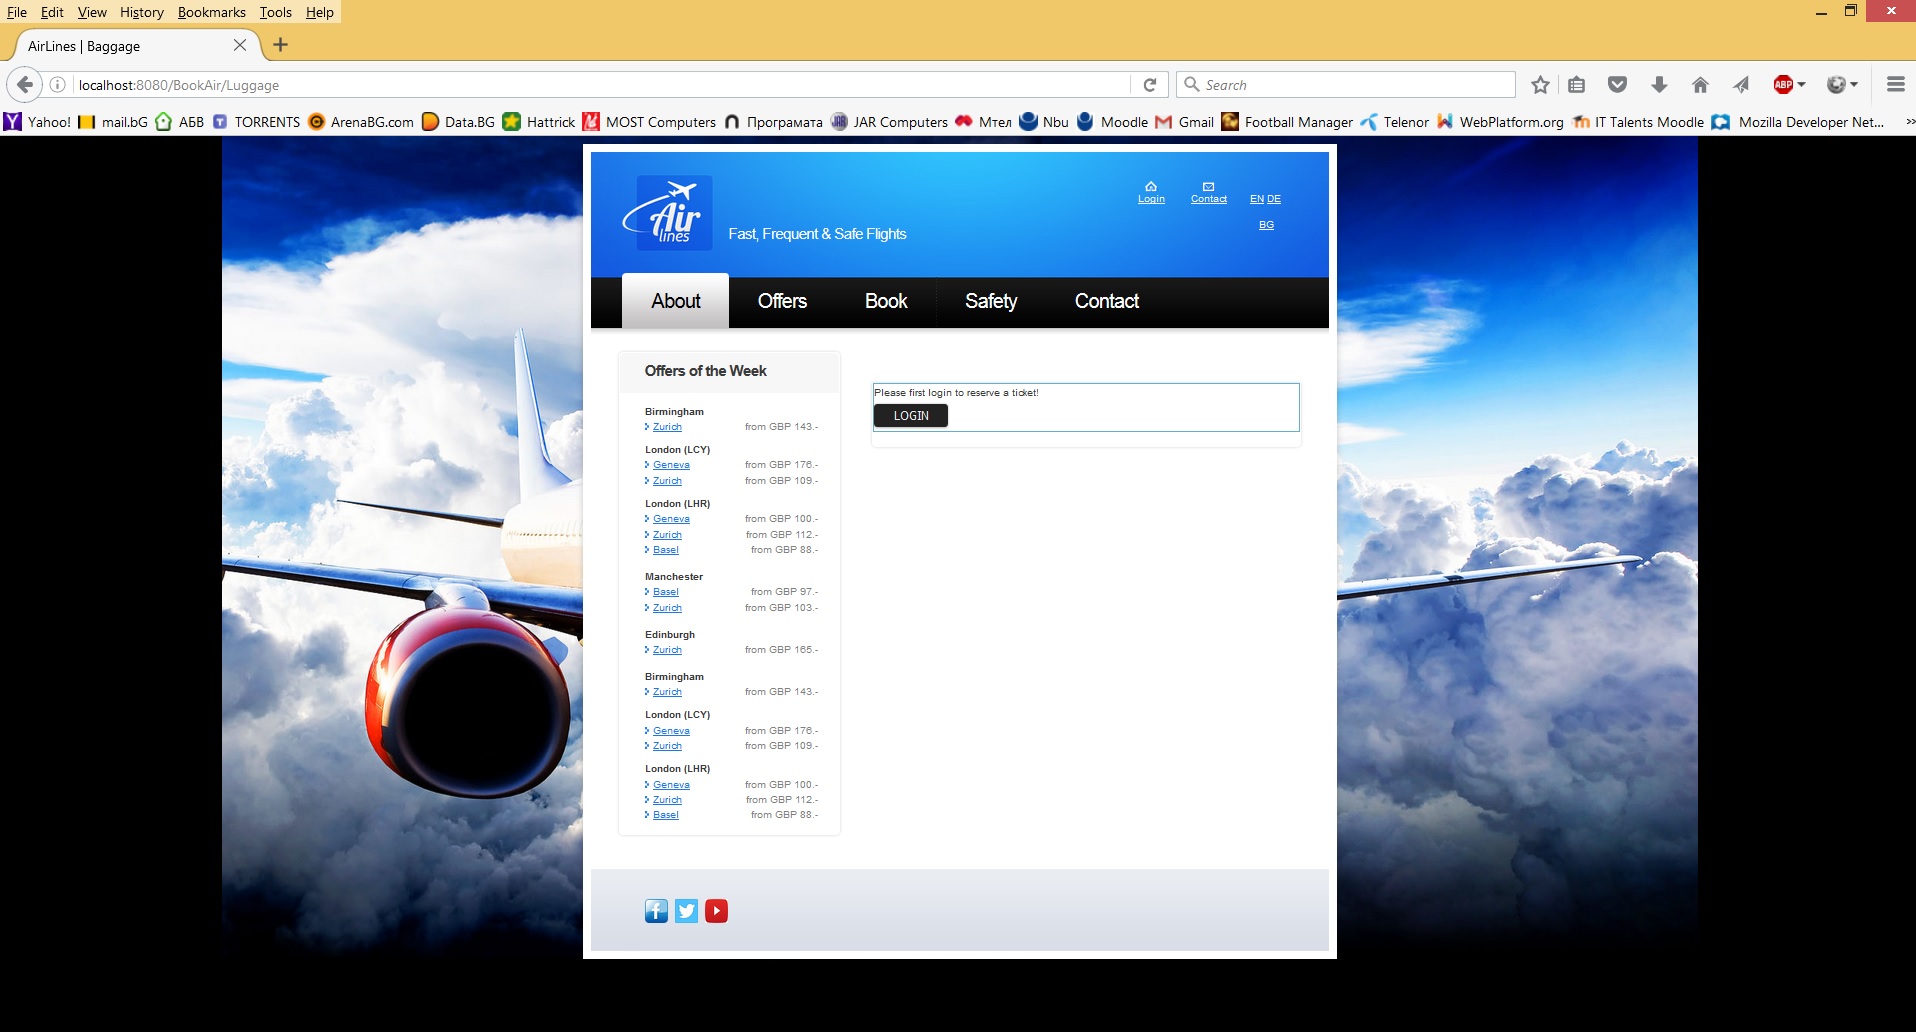 File Edit View History Bookmarks Tools Help
AirLines | Baggage
localhost:8080/BookAir/Luggage
Search
ABP
Yahoo! mail.bG АБВ TORRENTS ArenaBG.com Data.BG Hattrick MOST Computers Програмата JAR Computers Мтел Nbu Moodle Gmail Football Manager Telenor WebPlatform.org IT Talents Moodle Mozilla Developer Net...
Air
lines
Fast, Frequent & Safe Flights
Login Contact EN DE
BG
About Offers Book Safety Contact
Offers of the Week
Birmingham
Zurich from GBP 143.-
London (LCY)
Geneva from GBP 176.-
Zurich from GBP 109.-
London (LHR)
Geneva from GBP 100.-
Zurich from GBP 112.-
Basel from GBP 88.-
Manchester
Basel from GBP 97.-
Zurich from GBP 103.-
Edinburgh
Zurich from GBP 165.-
Birmingham
Zurich from GBP 143.-
London (LCY)
Geneva from GBP 176.-
Zurich from GBP 109.-
London (LHR)
Geneva from GBP 100.-
Zurich from GBP 112.-
Basel from GBP 88.-
Please first login to reserve a ticket!
LOGIN